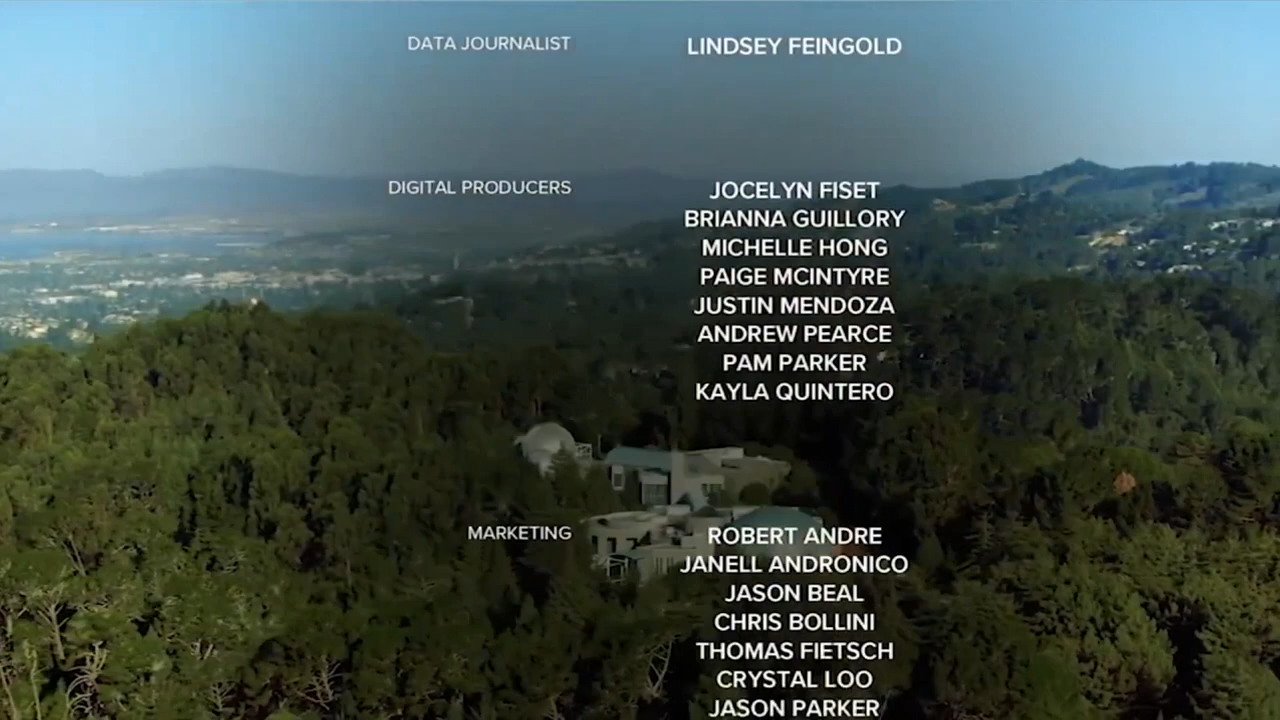 DATA JOURNALIST LINDSEY FEINGOLD
DIGITAL PRODUCERS JOCELYN FISET
BRIANNA GUILLORY
MICHELLE HONG
PAIGE MCINTYRE
JUSTIN MENDOZA
ANDREW PEARCE
PAM PARKER
KAYLA QUINTERO
MARKETING ROBERT ANDRE
JANELL ANDRONICO
JASON BEAL
CHRIS BOLLINI
THOMAS FIETSCH
CRYSTAL LOO
JASON PARKER